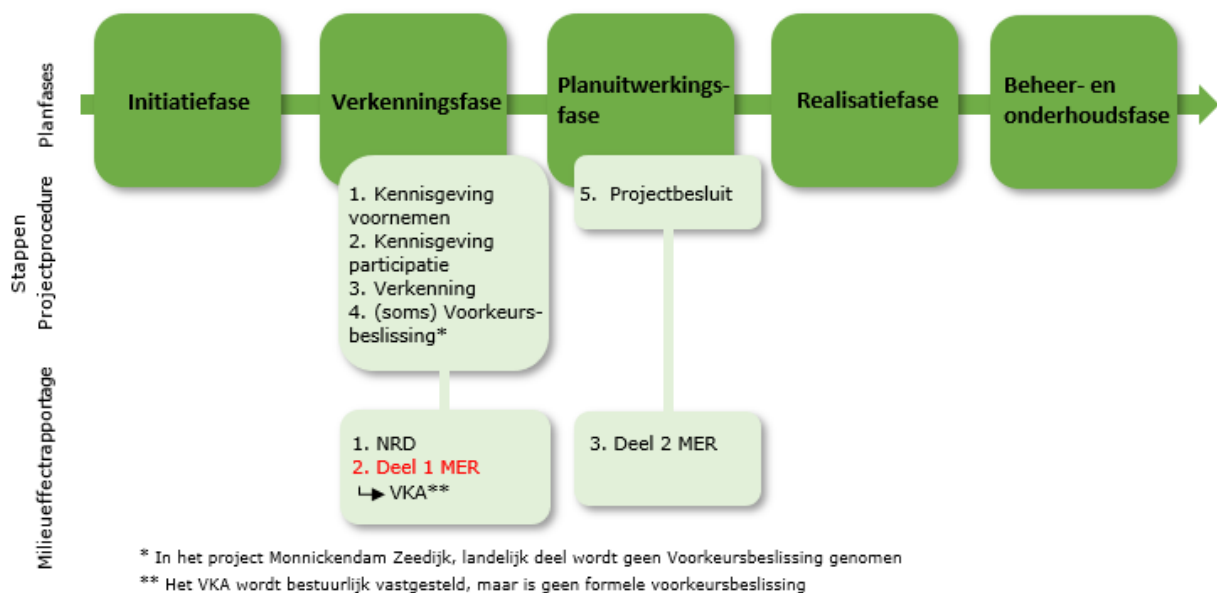 Planfases
Initiatiefase
Verkenningsfase
Planuitwerkings-
fase
Realisatiefase
Beheer- en
onderhoudsfase
Stappen
Projectprocedure
1. Kennisgeving
voornemen
2. Kennisgeving
participatie
3. Verkenning
4. (soms) Voorkeurs-
beslissing*
5. Projectbesluit
Milieueffectrapportage
1. NRD
2. Deel 1 MER
VKA**
3. Deel 2 MER
* In het project Monnickendam Zeedijk, landelijk deel wordt geen Voorkeursbeslissing genomen
** Het VKA wordt bestuurlijk vastgesteld, maar is geen formele voorkeursbeslissing